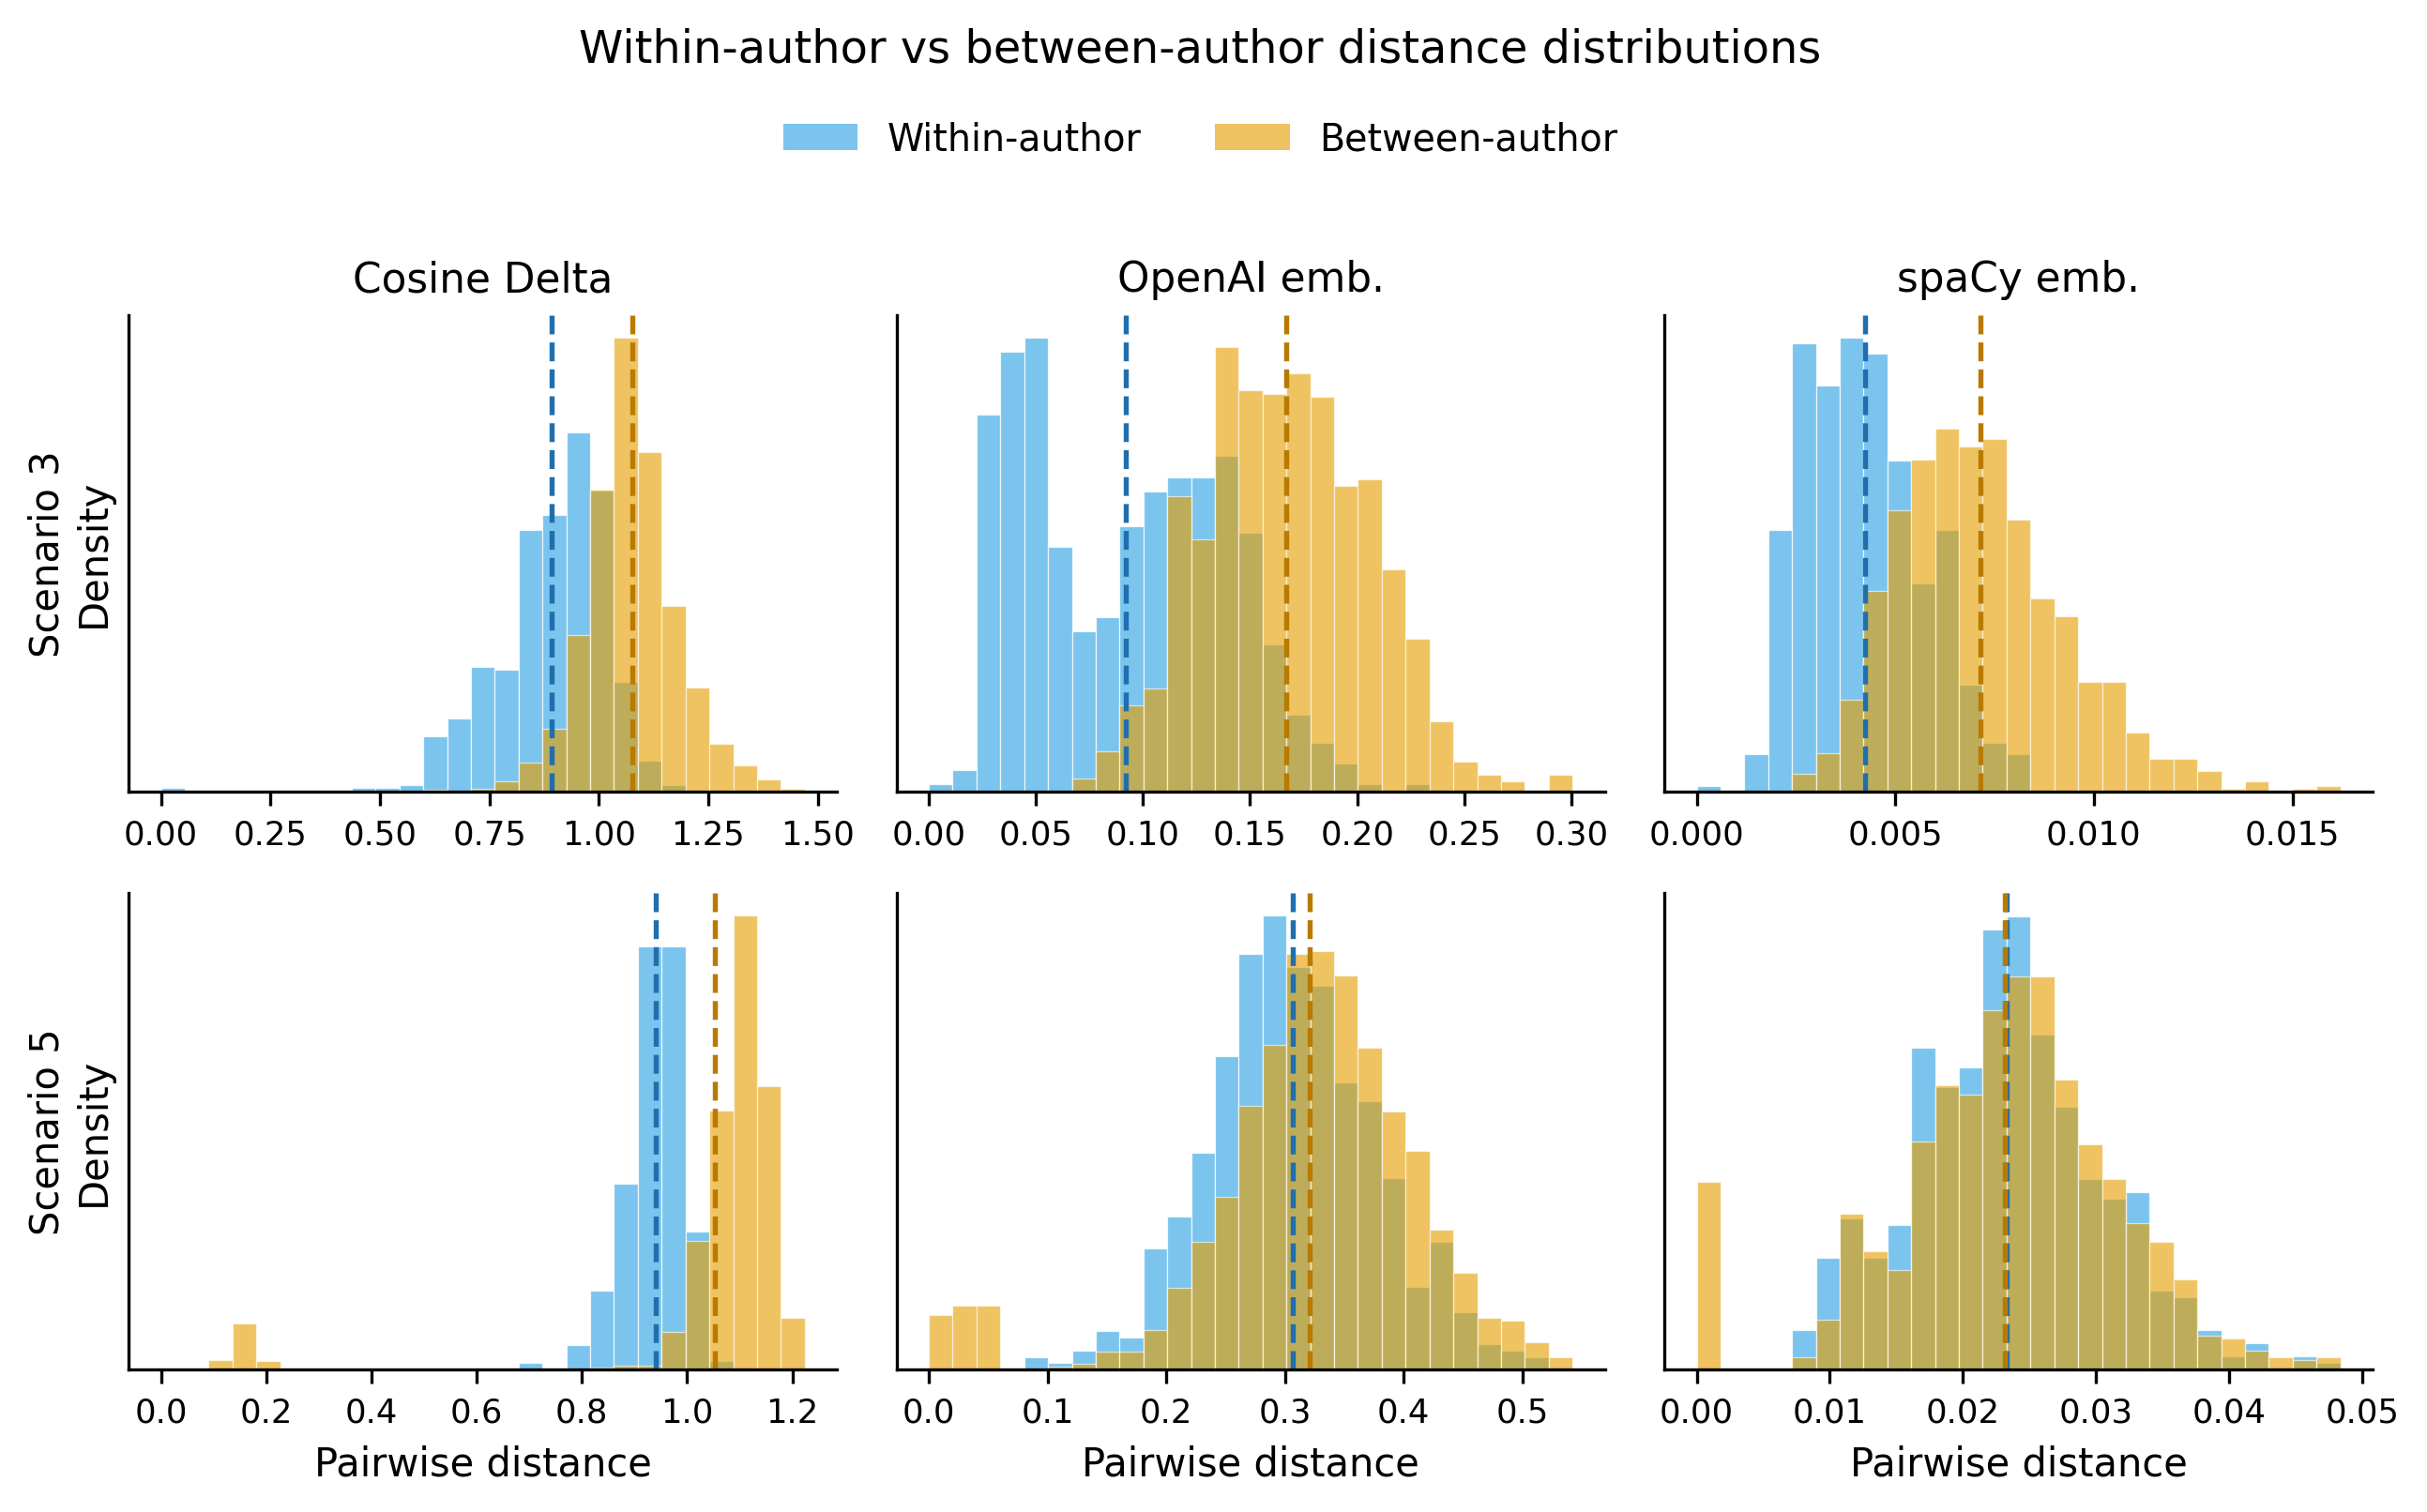 Within-author vs between-author distance distributions
Within-author Between-author
Cosine Delta
OpenAI emb.
spaCy emb.
Scenario 3
Density
0.00 0.25 0.50 0.75 1.00 1.25 1.50
0.00 0.05 0.10 0.15 0.20 0.25 0.30
0.000 0.005 0.010 0.015
Scenario 5
Density
0.0 0.2 0.4 0.6 0.8 1.0 1.2
0.0 0.1 0.2 0.3 0.4 0.5
0.00 0.01 0.02 0.03 0.04 0.05
Pairwise distance
Pairwise distance
Pairwise distance